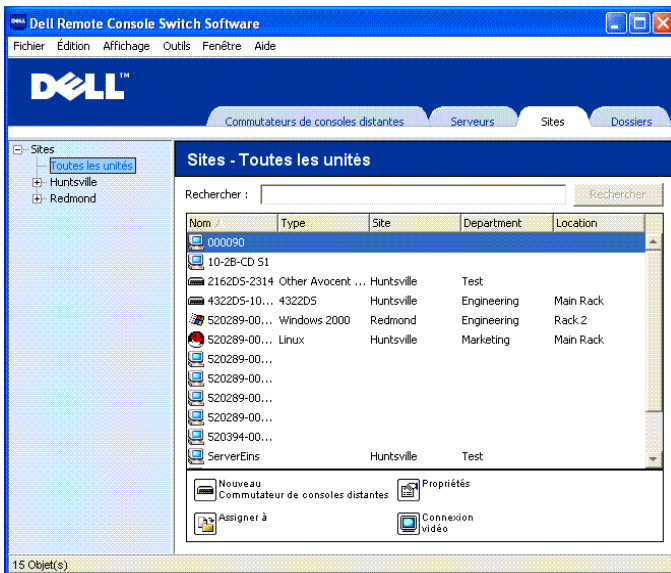 Dell Remote Console Switch Software
Fichier Édition Affichage Outils Fenêtre Aide
DELL™
Commutateurs de consoles distantes Serveurs Sites Dossiers
Sites
Toutes les unités
Huntsville
Redmond
Sites - Toutes les unités
Rechercher : Rechercher
Nom Type Site Department Location
000090
10-2B-CD S1
2162DS-2314 Other Avocent ... Huntsville Test
4322DS-10... 4322DS Huntsville Engineering Main Rack
520289-00... Windows 2000 Redmond Engineering Rack 2
520289-00... Linux Huntsville Marketing Main Rack
520289-00...
520289-00...
520289-00...
520289-00...
520394-00...
ServerEins Huntsville Test
Nouveau
Commutateur de consoles distantes
Propriétés
Assigner à
Connexion
vidéo
15 Objet(s)